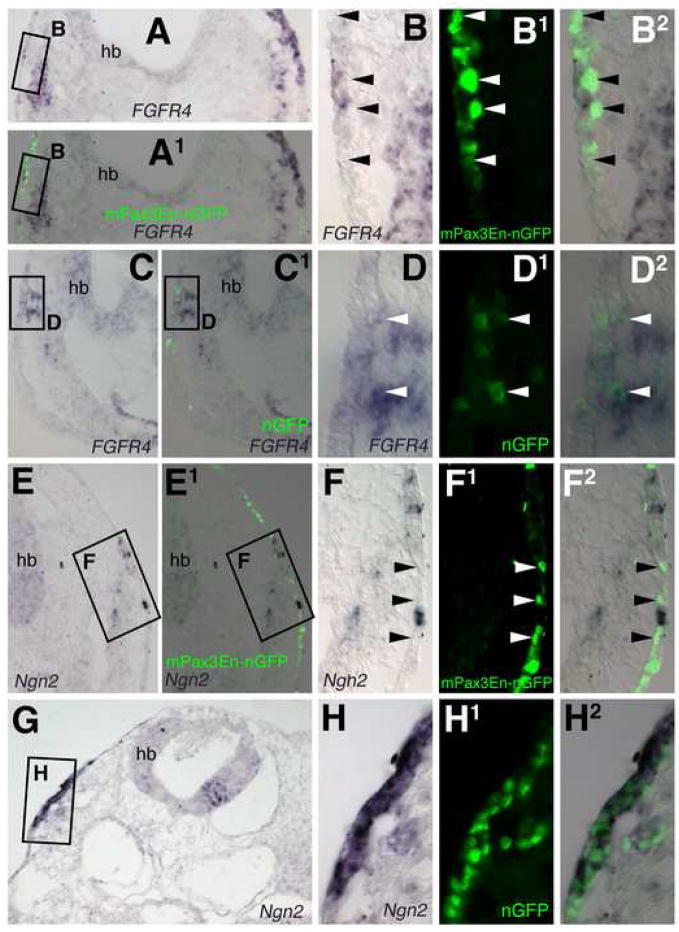 B
hb
A
FGFR4
B
hb
A1
mPax3En-nGFP
FGFR4
B
FGFR4
B1
mPax3En-nGFP
B2
hb
C
D
FGFR4
hb
C1
D
nGFP
FGFR4
D
FGFR4
D1
nGFP
D2
E
hb
F
Ngn2
E1
hb
F
mPax3En-nGFP
Ngn2
F
Ngh2
F1
mPax3En-nGFP
F2
G
hb
H
Ngn2
H
Ngn2
H1
nGFP
H2